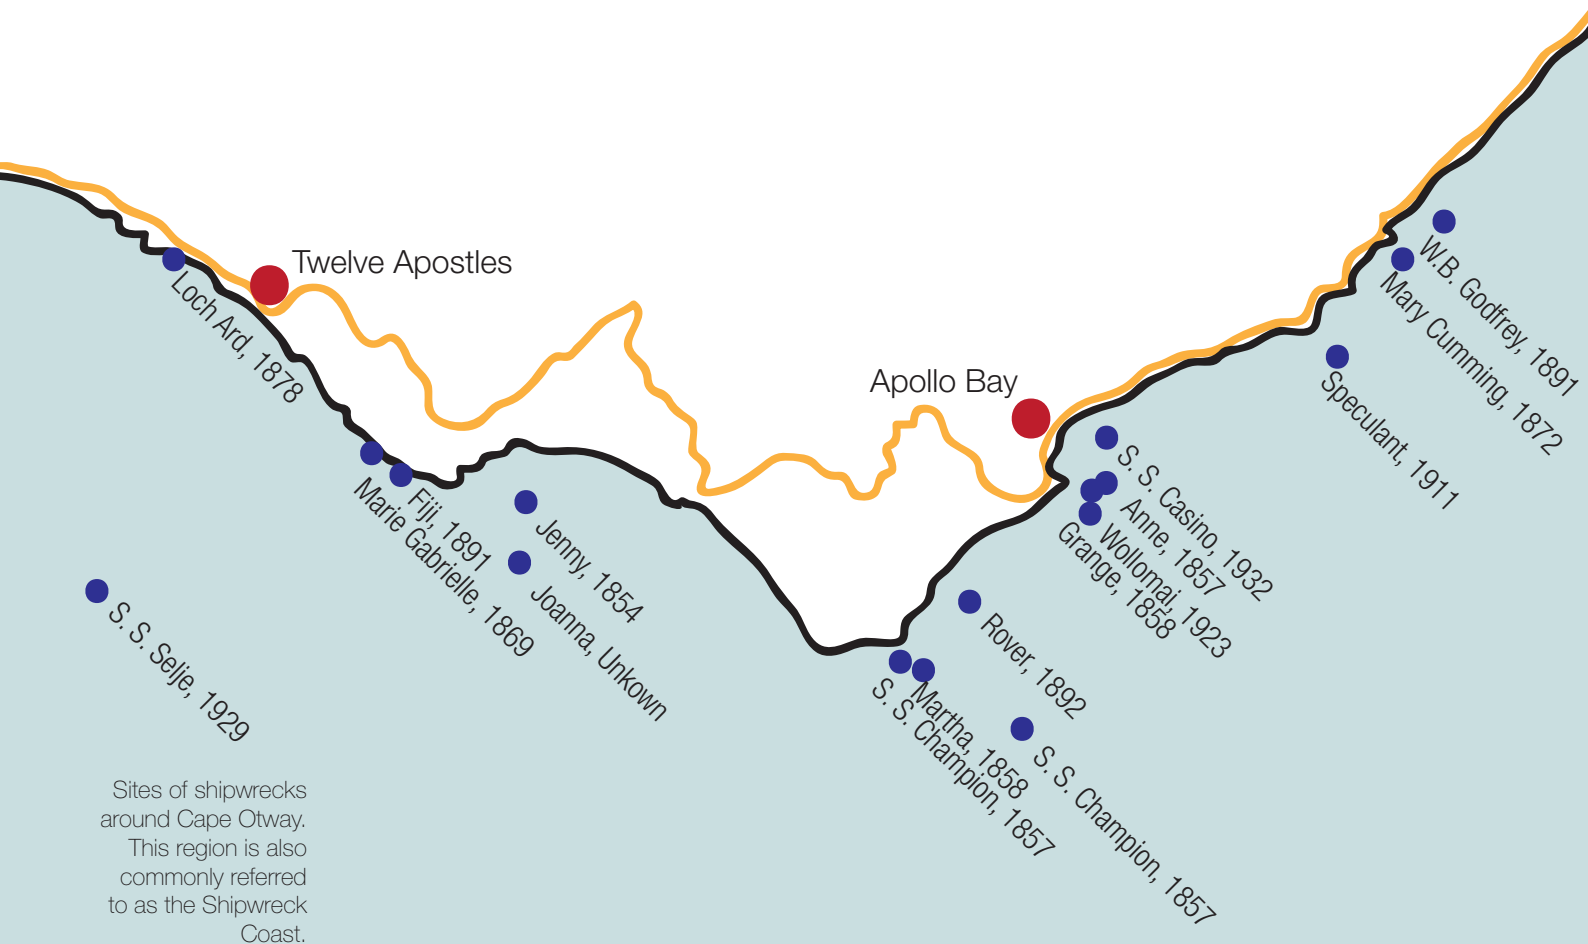 Twelve Apostles
Loch Ard, 1878
Apollo Bay
W.B. Godfrey, 1891
Mary Cumming, 1872
Speculant, 1911
S. S. Casino, 1932
Anne, 1857
Wollomai, 1923
Grange, 1858
Fiji, 1891
Marie Gabrielle, 1869
Jenny, 1854
Joanna, Unkown
S. S. Selje, 1929
Rover, 1892
Martha, 1858
S. S. Champion, 1857
S. S. Champion, 1857
Sites of shipwrecks
around Cape Otway.
This region is also
commonly referred
to as the Shipwreck
Coast.